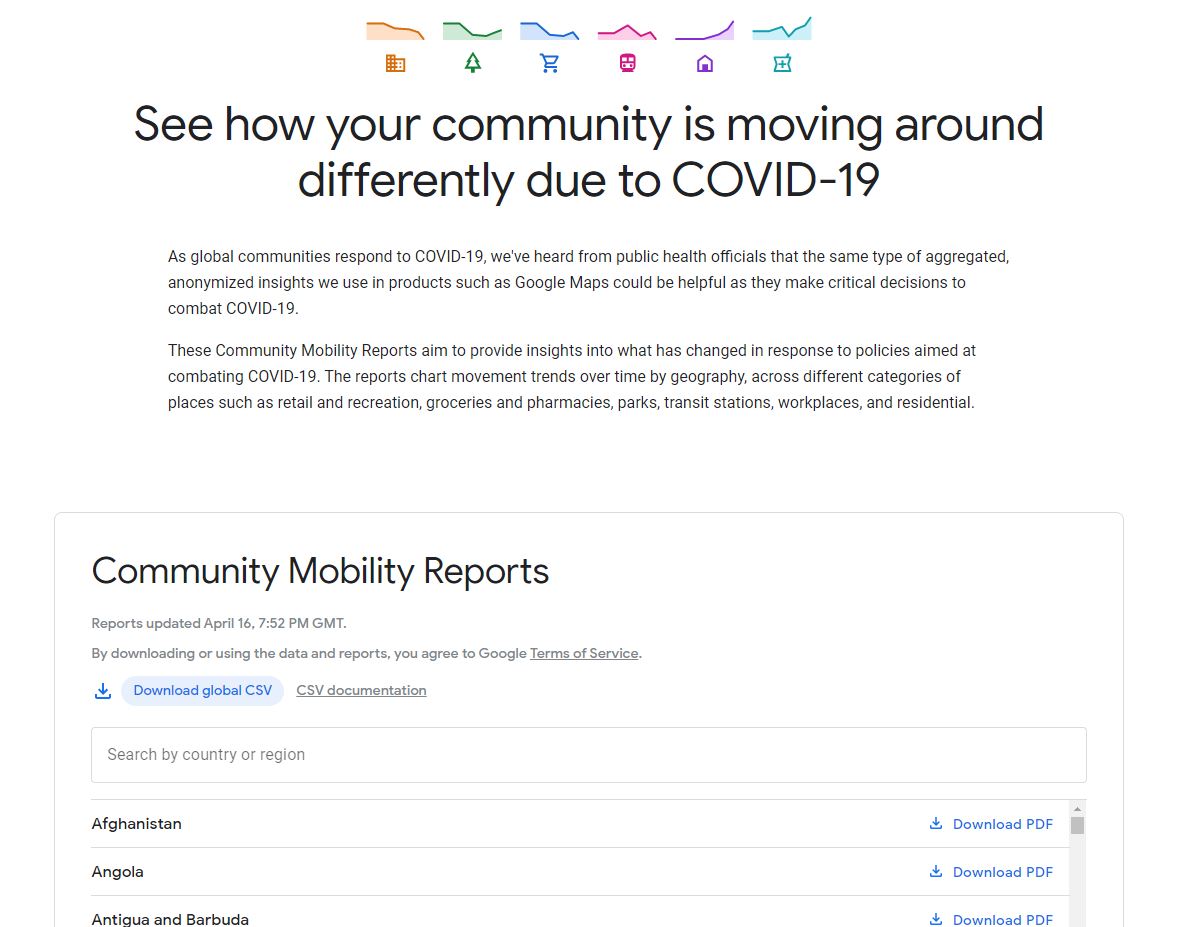 See how your community is moving around
differently due to COVID-19
As global communities respond to COVID-19, we've heard from public health officials that the same type of aggregated,
anonymized insights we use in products such as Google Maps could be helpful as they make critical decisions to
combat COVID-19.
These Community Mobility Reports aim to provide insights into what has changed in response to policies aimed at
combating COVID-19. The reports chart movement trends over time by geography, across different categories of
places such as retail and recreation, groceries and pharmacies, parks, transit stations, workplaces, and residential.
Community Mobility Reports
Reports updated April 16, 7:52 PM GMT.
By downloading or using the data and reports, you agree to Google Terms of Service.
Download global CSV CSV documentation
Search by country or region
Afghanistan Download PDF
Angola Download PDF
Antigua and Barbuda Download PDF